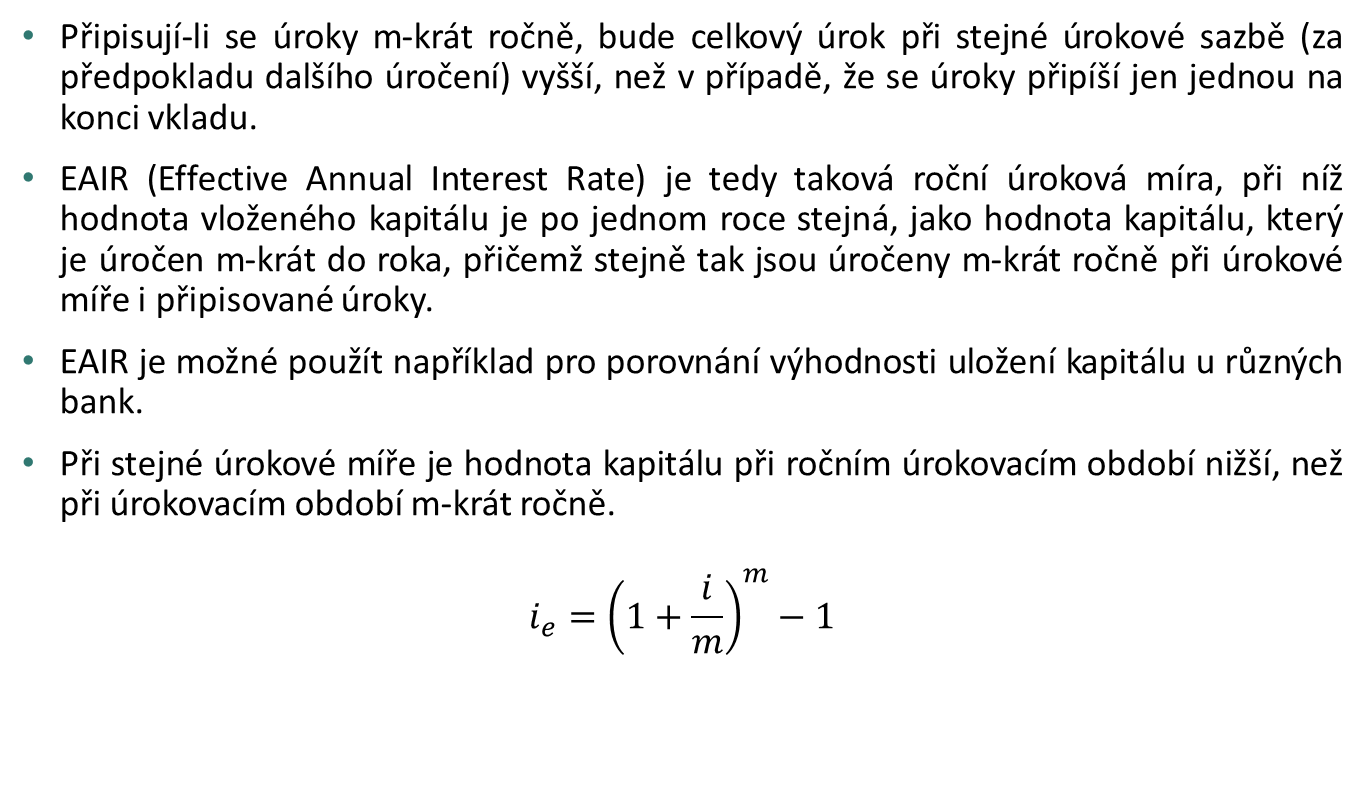 • Připisují-li se úroky m-krát ročně, bude celkový úrok při stejné úrokové sazbě (za
předpokladu dalšího úročení) vyšší, než v případě, že se úroky připíší jen jednou na
konci vkladu.
• EAIR (Effective Annual Interest Rate) je tedy taková roční úroková míra, při níž
hodnota vloženého kapitálu je po jednom roce stejná, jako hodnota kapitálu, který
je úročen m-krát do roka, přičemž stejně tak jsou úročeny m-krát ročně při úrokové
míře i připisované úroky.
• EAIR je možné použít například pro porovnání výhodnosti uložení kapitálu u různých
bank.
• Při stejné úrokové míře je hodnota kapitálu při ročním úrokovacím období nižší, než
při úrokovacím období m-krát ročně.
i_e = (1 + i/m)^m − 1